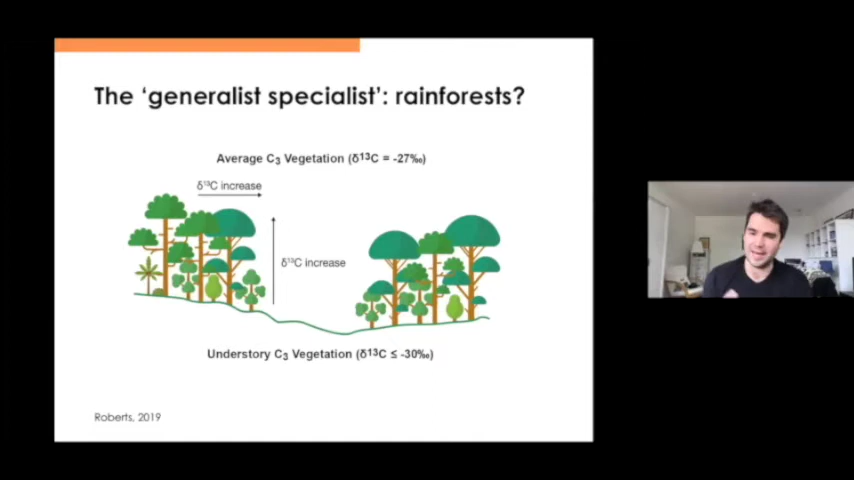 The ‘generalist specialist’: rainforests?
Average C₃ Vegetation (δ¹³C = -27‰)
δ¹³C increase
δ¹³C increase
Understory C₃ Vegetation (δ¹³C ≤ -30‰)
Roberts, 2019